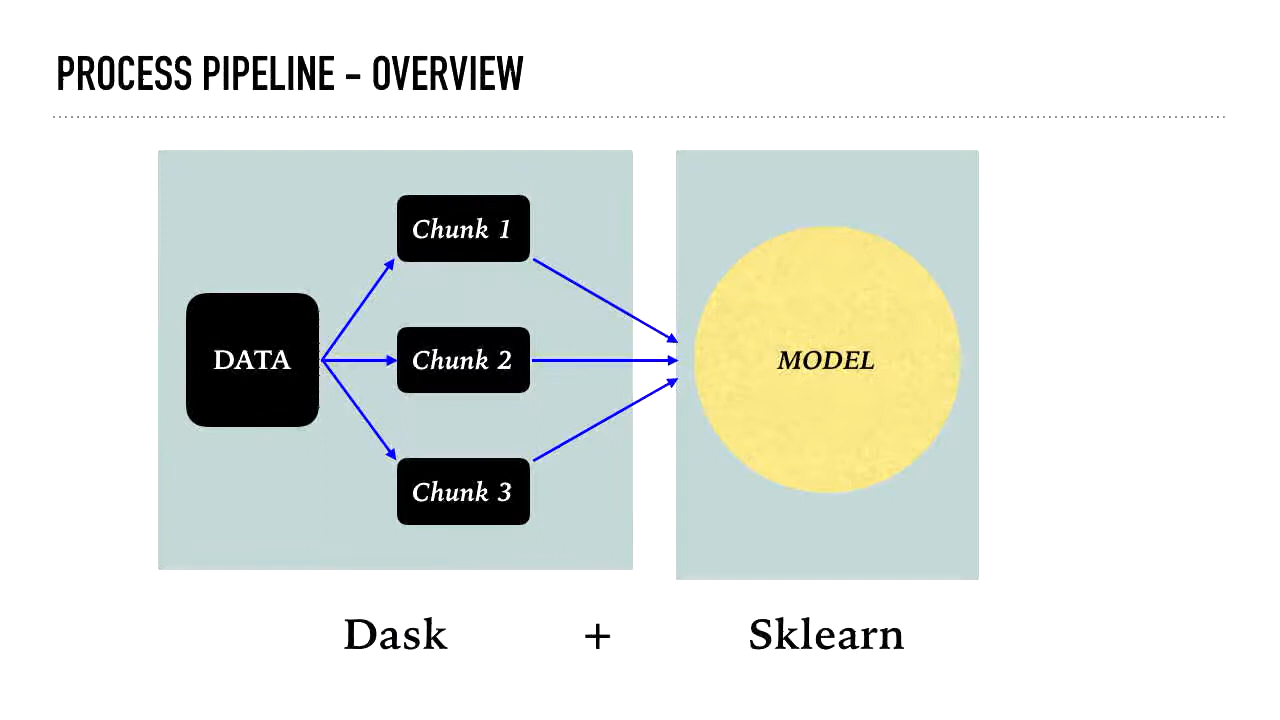 PROCESS PIPELINE – OVERVIEW
Chunk 1
DATA
Chunk 2
MODEL
Chunk 3
Dask + Sklearn